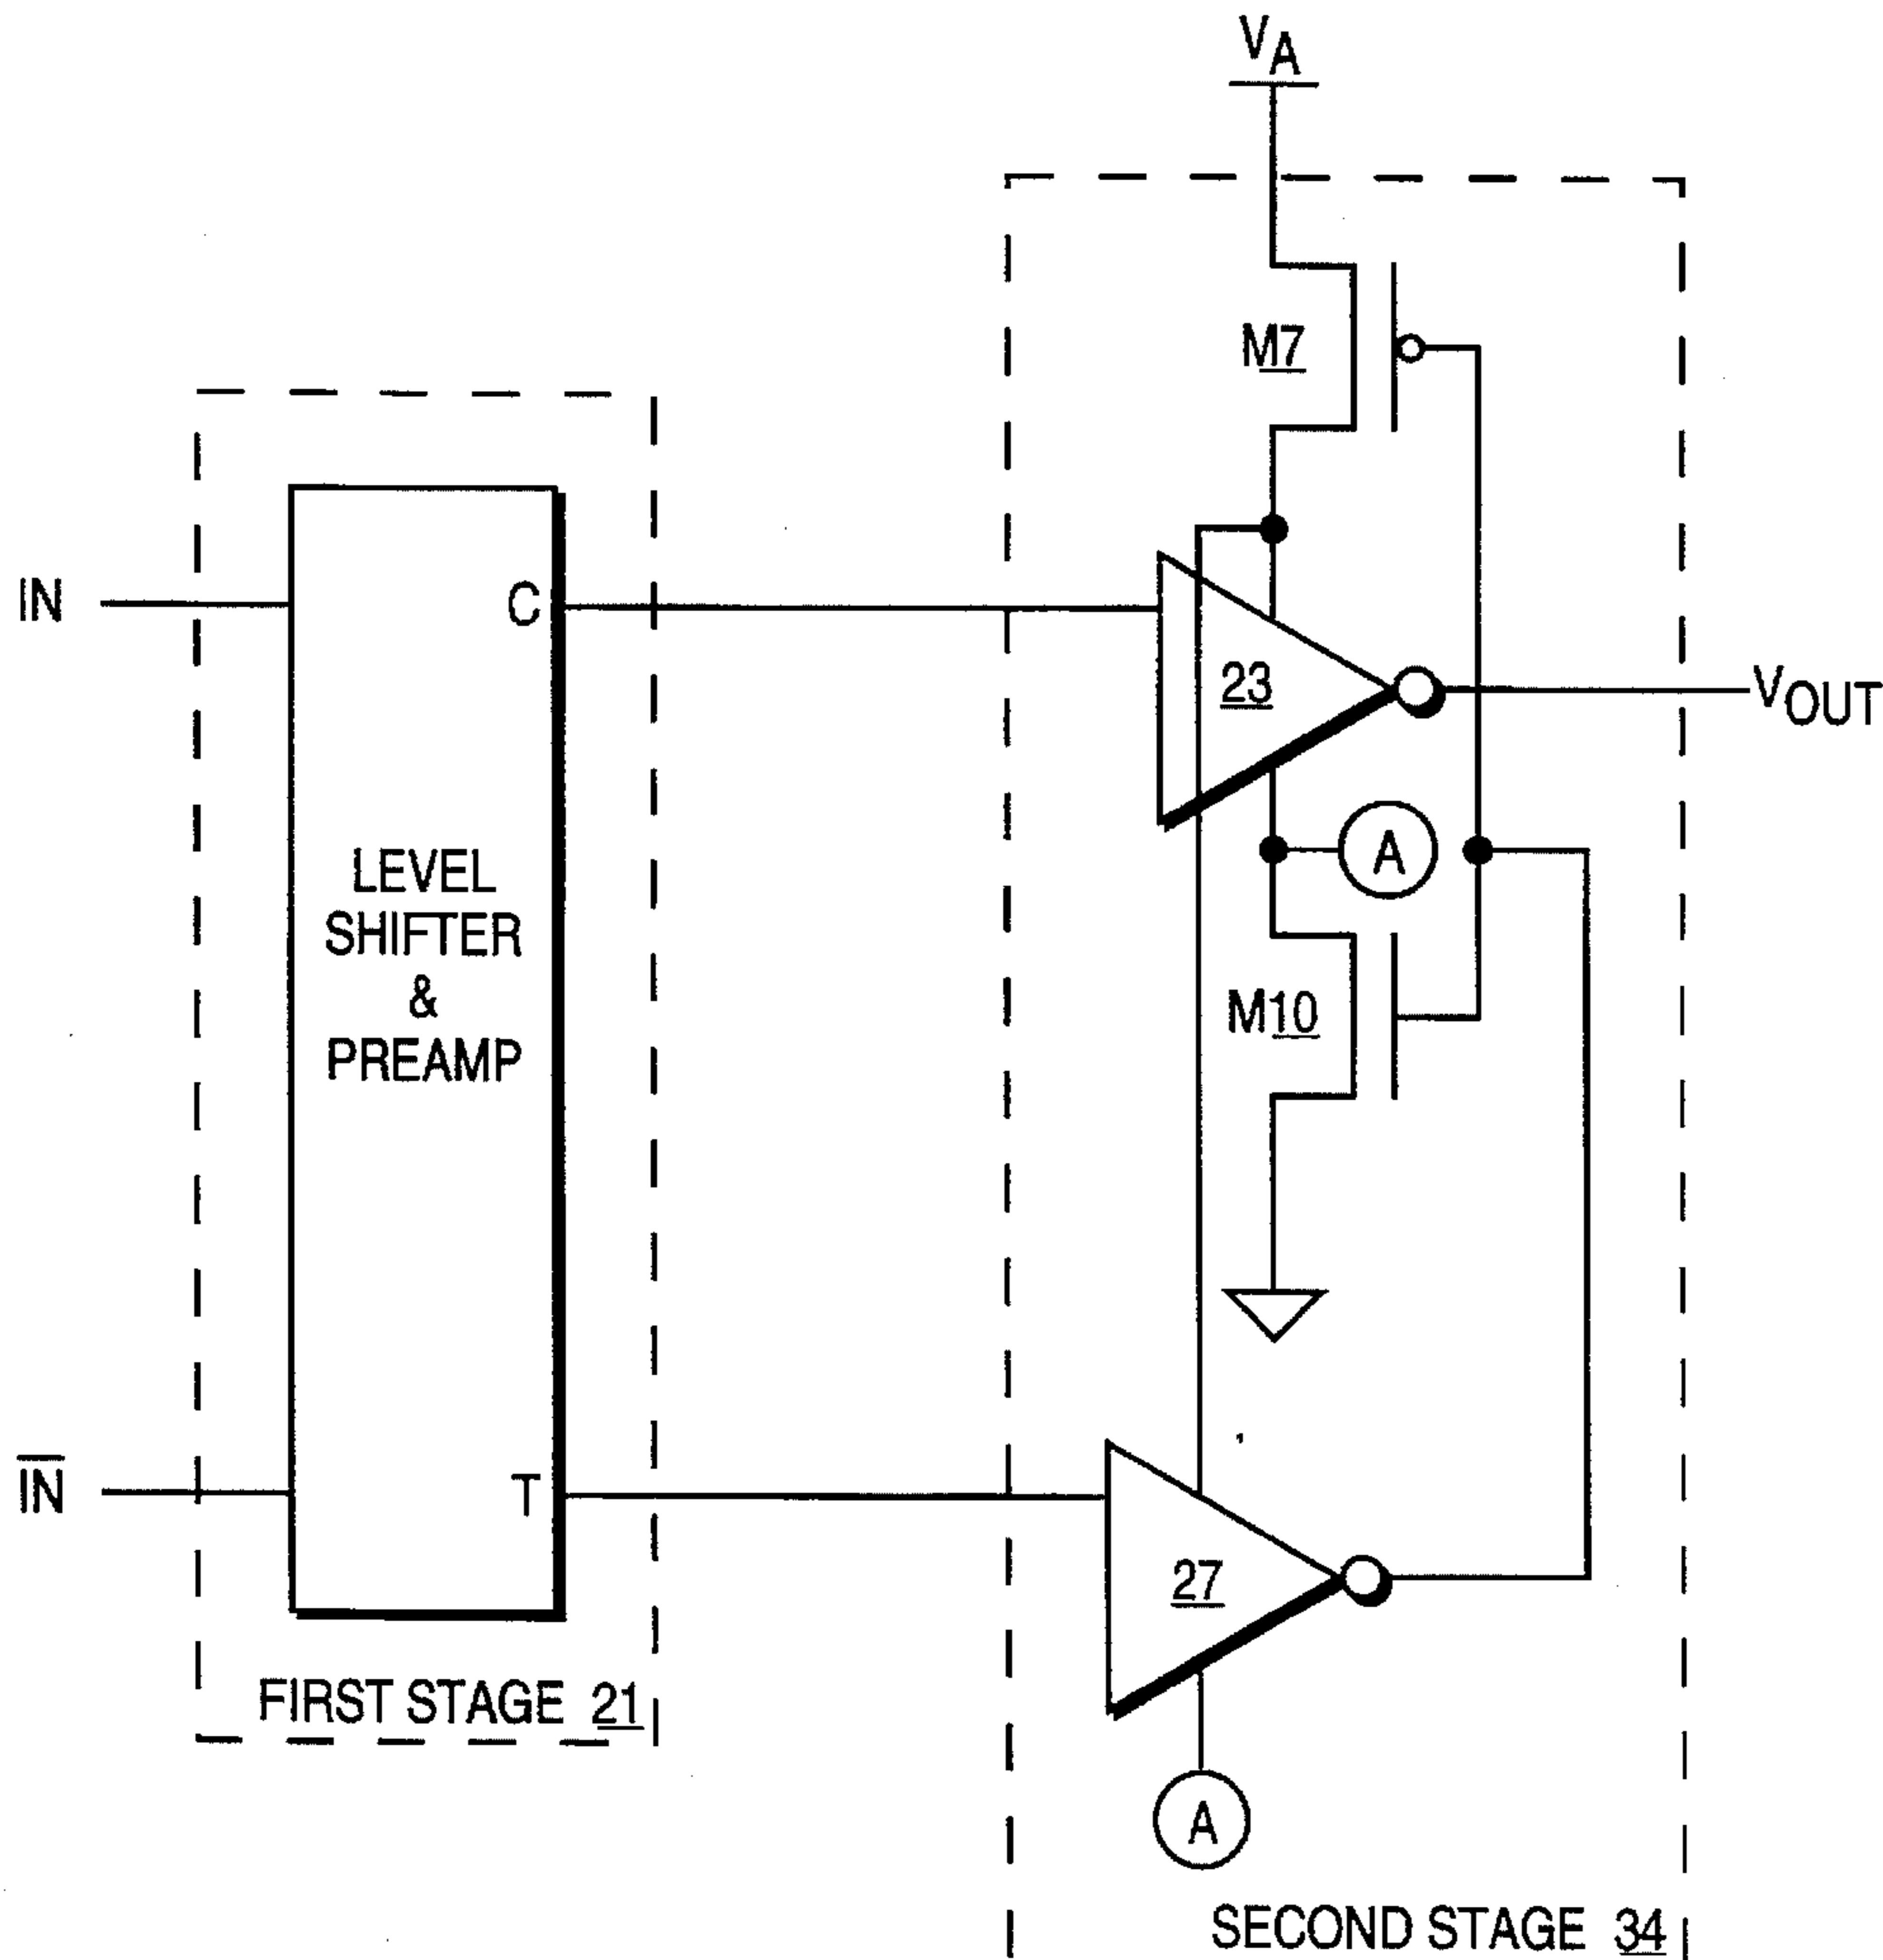 VA
M7
IN
C
23
VOUT
A
LEVEL
SHIFTER
&
PREAMP
M10
IN
T
27
FIRST STAGE 21
A
SECOND STAGE 34